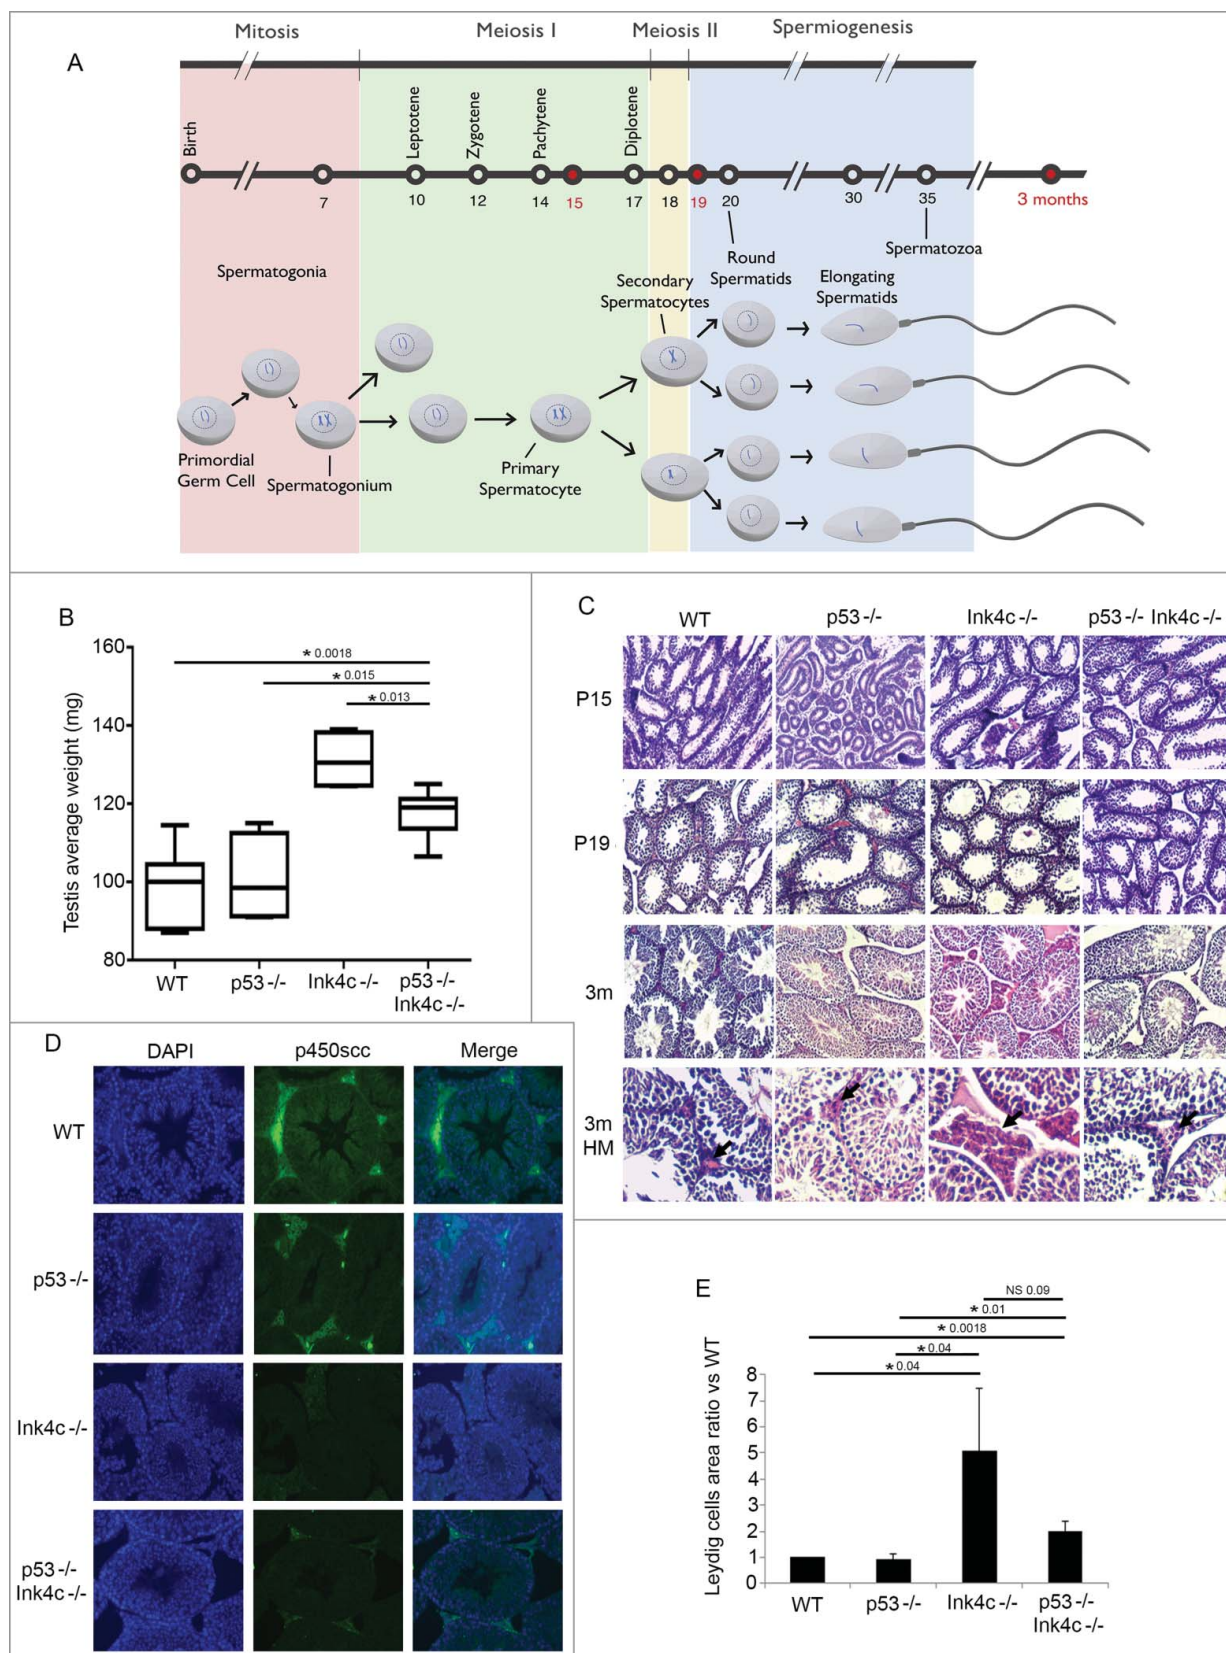 Mitosis
Meiosis I
Meiosis II
Spermiogenesis
A
Birth
Leptotene
Zygotene
Pachytene
Diplotene
7
10
12
14
15
17
18
19
20
30
35
3 months
Spermatogonia
Round
Spermatids
Spermatozoa
Secondary
Spermatocytes
Elongating
Spermatids
Primordial
Germ Cell
Spermatogonium
Primary
Spermatocyte
B
Testis average weight (mg)
160
140
120
100
80
* 0.0018
* 0.015
* 0.013
WT
p53-/-
Ink4c-/-
p53-/-
Ink4c-/-
C
WT
p53-/-
Ink4c-/-
p53-/- Ink4c-/-
P15
P19
3m
3m
HM
D
DAPI
p450scc
Merge
WT
p53-/-
Ink4c-/-
p53-/-
Ink4c-/-
E
Leydig cells area ratio vs WT
NS 0.09
* 0.01
* 0.0018
* 0.04
* 0.04
8
7
6
5
4
3
2
1
0
WT
p53-/-
Ink4c-/-
p53-/-
Ink4c-/-